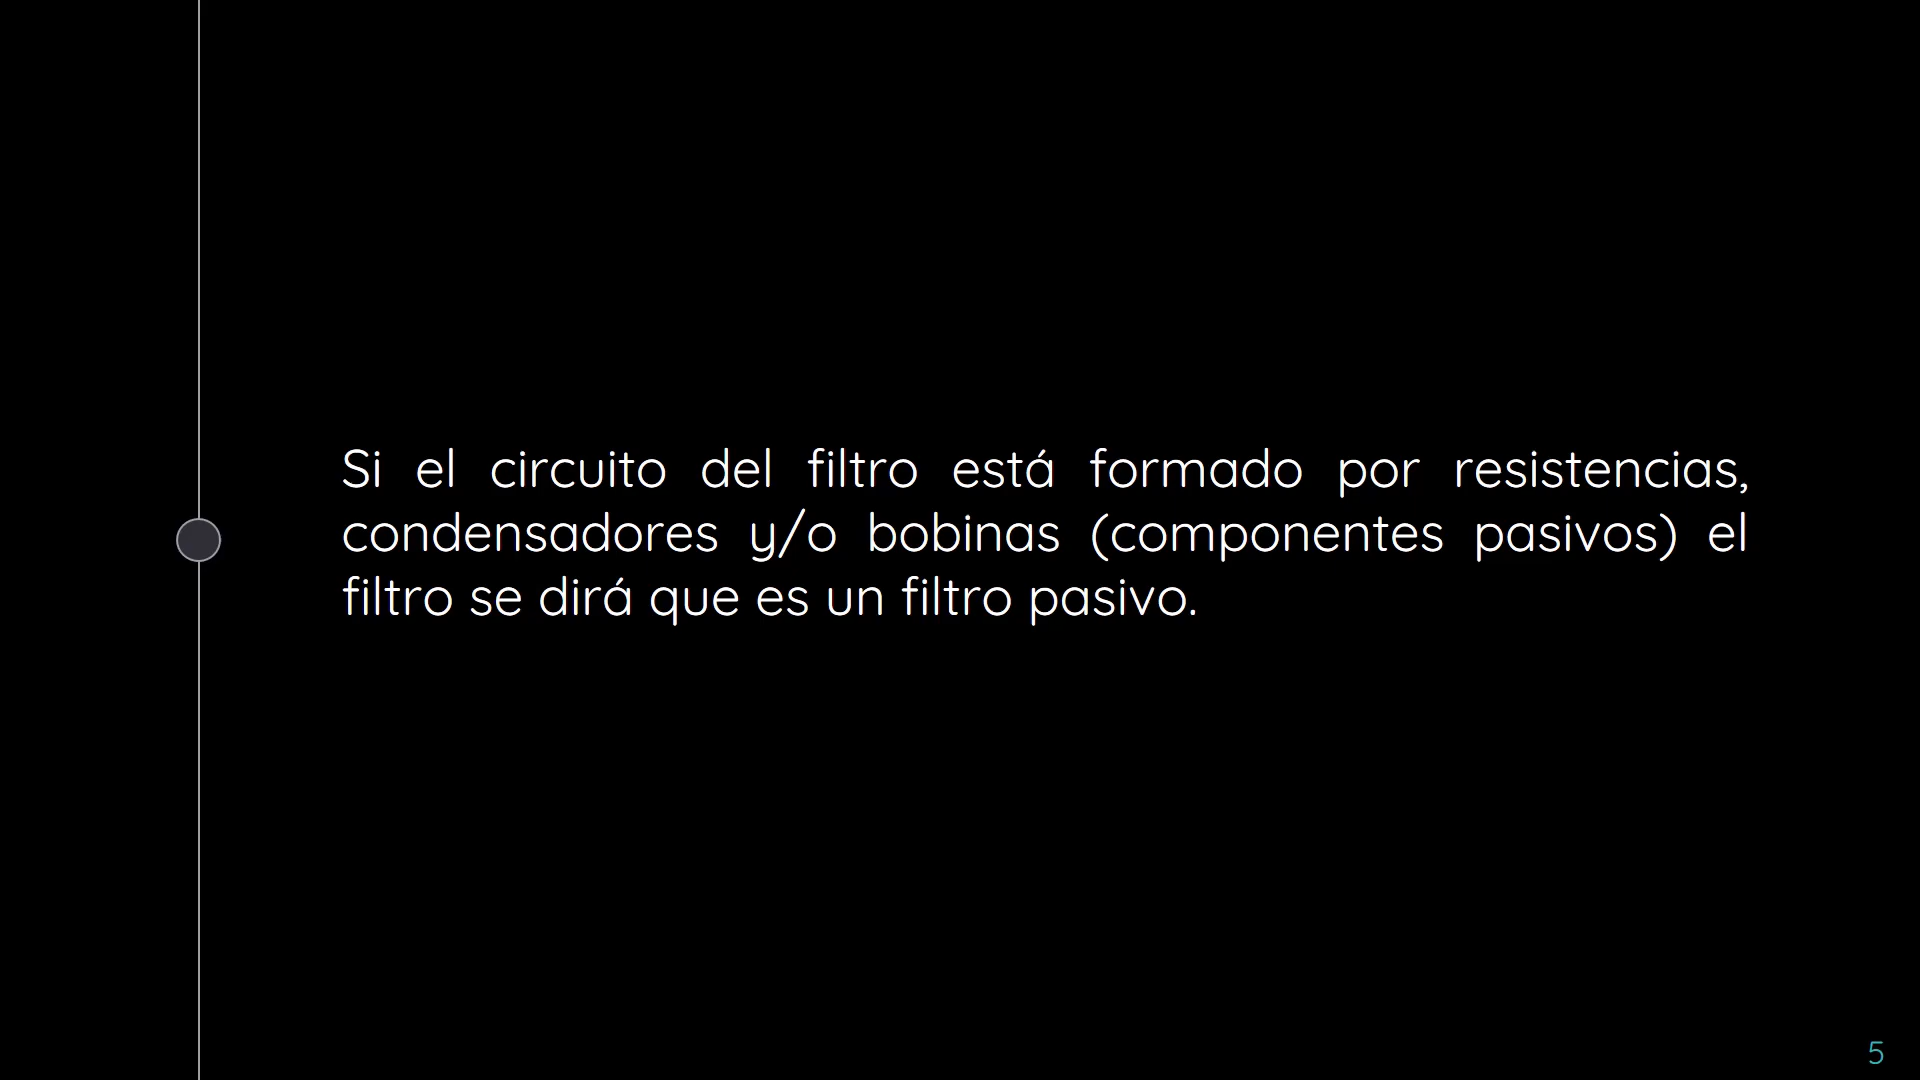 Si el circuito del filtro está formado por resistencias,
condensadores y/o bobinas (componentes pasivos) el
filtro se dirá que es un filtro pasivo.
5